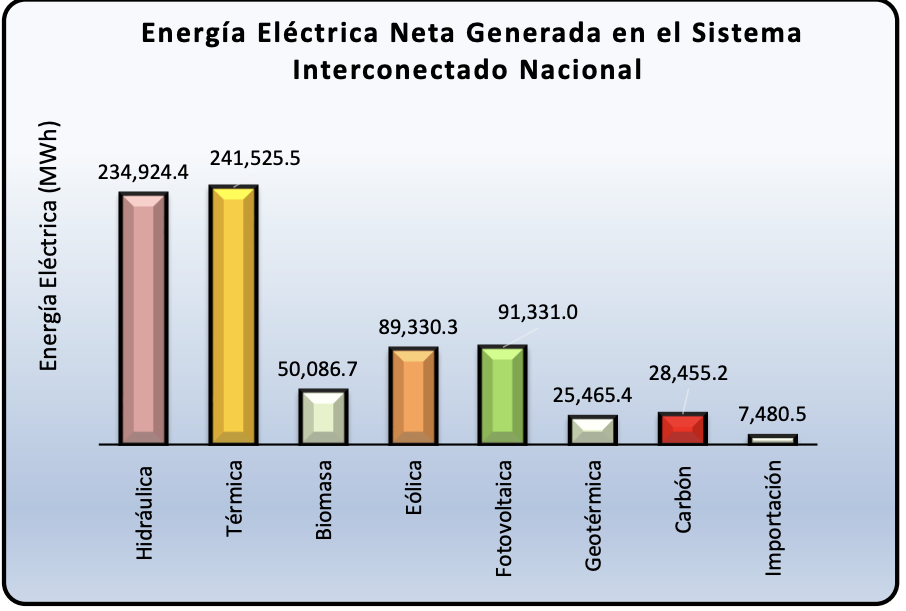 Energía Eléctrica Neta Generada en el Sistema
Interconectado Nacional
Energía Eléctrica (MWh)
234,924.4
241,525.5
50,086.7
89,330.3
91,331.0
25,465.4
28,455.2
7,480.5
Hidráulica
Térmica
Biomasa
Eólica
Fotovoltaica
Geotérmica
Carbón
Importación